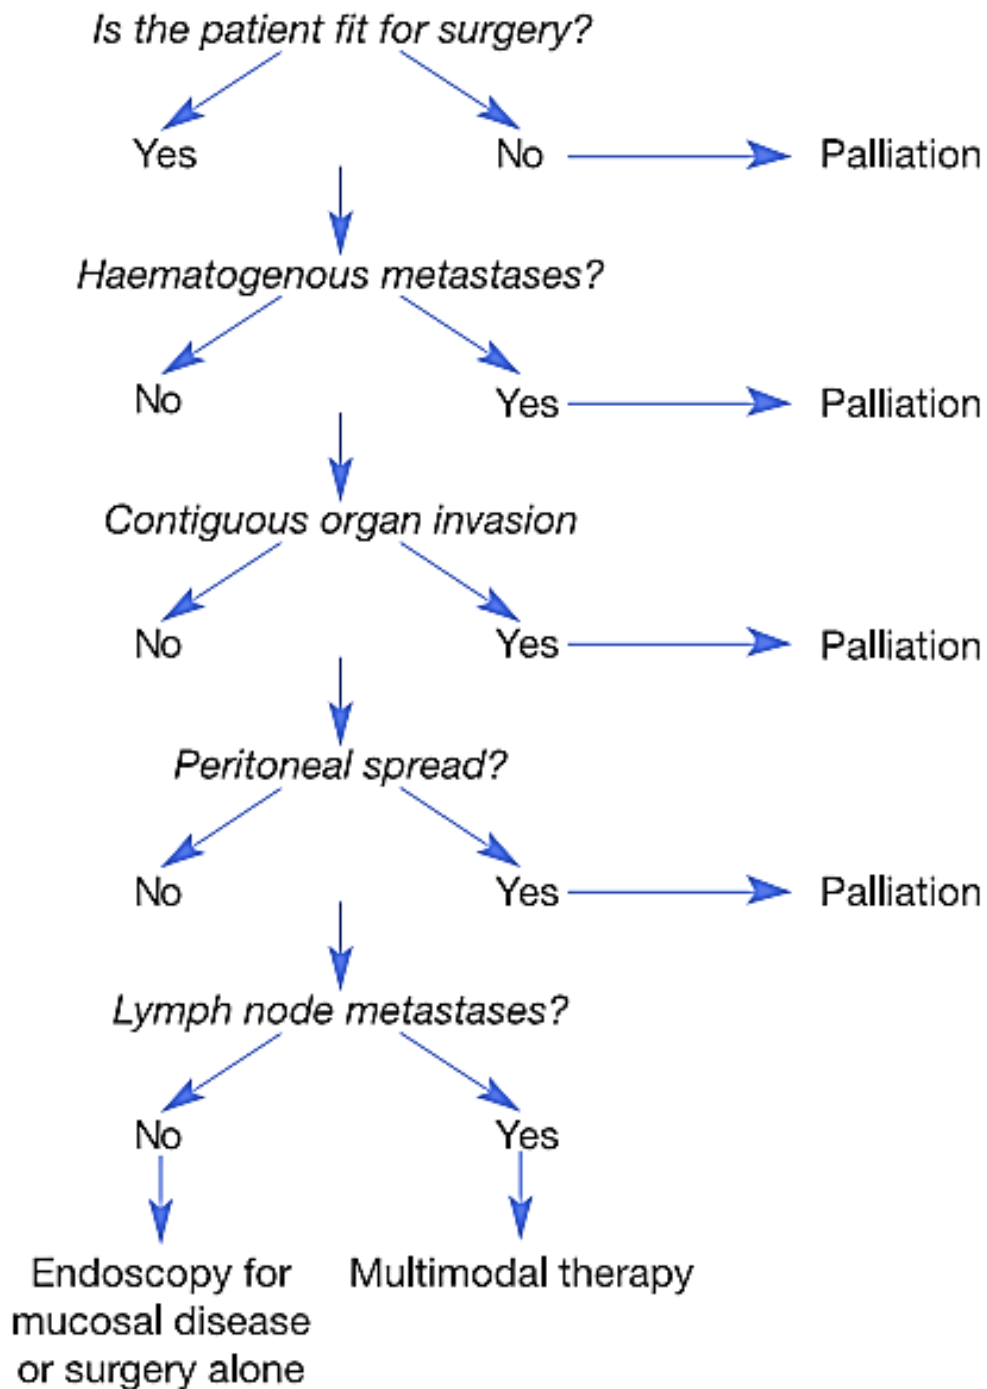 Is the patient fit for surgery?
Yes
No
Palliation
Haematogenous metastases?
No
Yes
Palliation
Contiguous organ invasion
No
Yes
Palliation
Peritoneal spread?
No
Yes
Palliation
Lymph node metastases?
No
Yes
Endoscopy for
mucosal disease
or surgery alone
Multimodal therapy